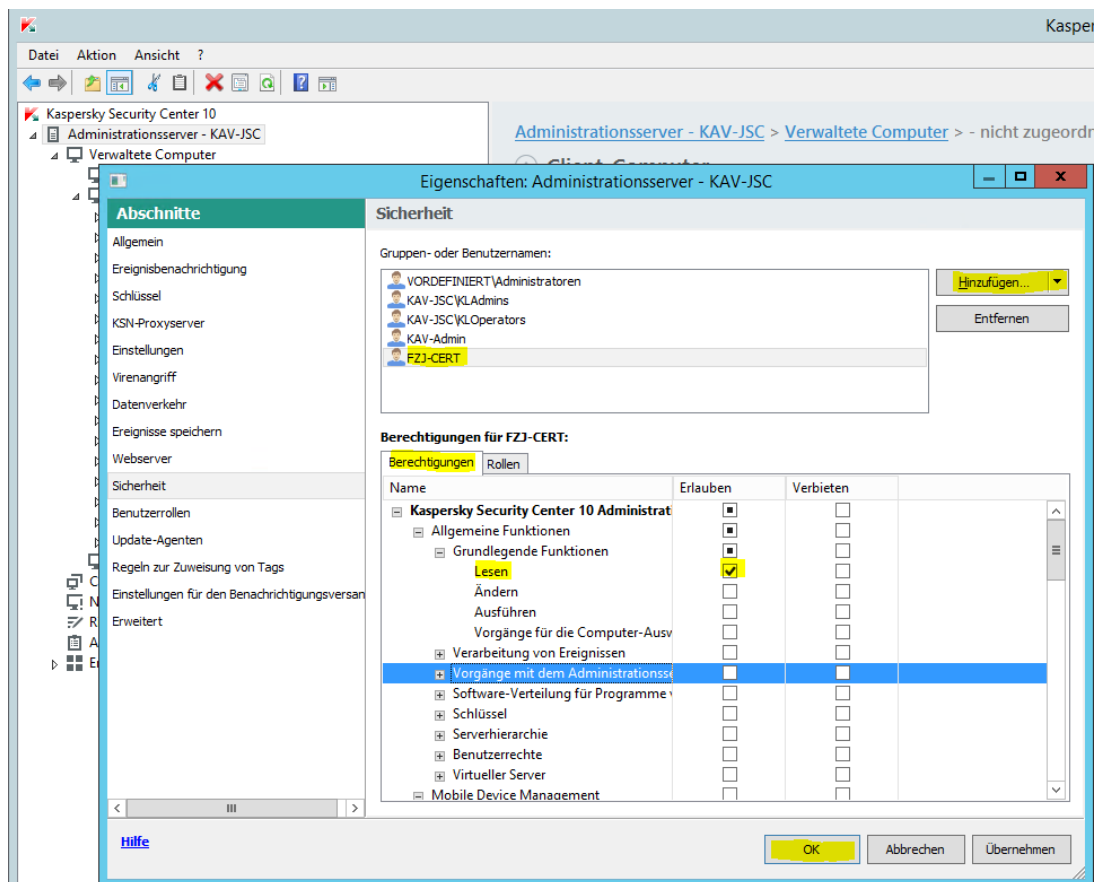 Kasper
Datei Aktion Ansicht ?
Kaspersky Security Center 10
Administrationsserver - KAV-JSC
Verwaltete Computer
Administrationsserver - KAV-JSC > Verwaltete Computer > - nicht zugeordn
Eigenschaften: Administrationsserver - KAV-JSC
Abschnitte
Allgemein
Ereignisbenachrichtigung
Schlüssel
KSN-Proxyserver
Einstellungen
Virenangriff
Datenverkehr
Ereignisse speichern
Webserver
Sicherheit
Benutzerrollen
Update-Agenten
Regeln zur Zuweisung von Tags
Einstellungen für den Benachrichtigungsversan
Erweitert
Sicherheit
Gruppen- oder Benutzernamen:
VORDEFINIERT\Administratoren
KAV-JSC\KLAdmins
KAV-JSC\KLOperators
KAV-Admin
FZJ-CERT
Hinzufügen...
Entfernen
Berechtigungen für FZJ-CERT:
Berechtigungen Rollen
Name Erlauben Verbieten
Kaspersky Security Center 10 Administrat
Allgemeine Funktionen
Grundlegende Funktionen
Lesen
Ändern
Ausführen
Vorgänge für die Computer-Ausw
Verarbeitung von Ereignissen
Vorgänge mit dem Administrationsse
Software-Verteilung für Programme v
Schlüssel
Serverhierarchie
Benutzerrechte
Virtueller Server
Mobile Device Management
C
N
R
A
Er
Hilfe
OK Abbrechen Übernehmen